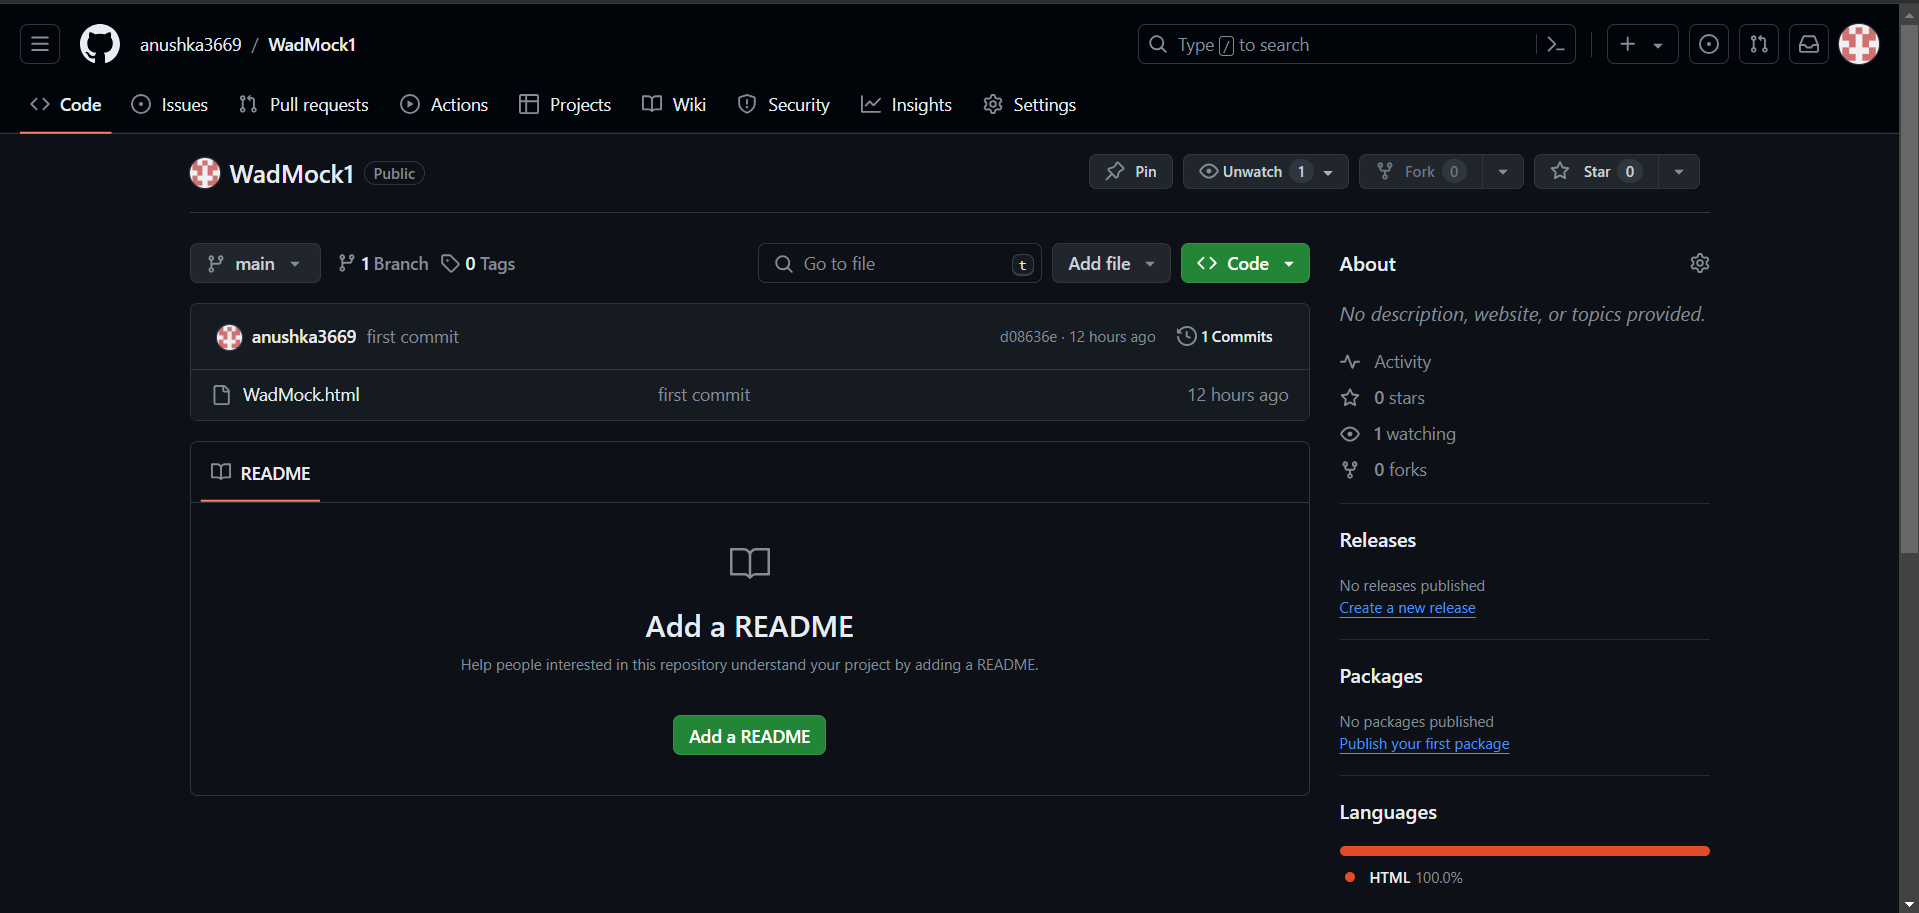 anushka3669 / WadMock1
Type / to search
Code Issues Pull requests Actions Projects Wiki Security Insights Settings
WadMock1 Public
Pin Unwatch 1 Fork 0 Star 0
main 1 Branch 0 Tags
Go to file t Add file Code
anushka3669 first commit d08636e · 12 hours ago 1 Commits
WadMock.html first commit 12 hours ago
README
Add a README
Help people interested in this repository understand your project by adding a README.
Add a README
About
No description, website, or topics provided.
Activity
0 stars
1 watching
0 forks
Releases
No releases published
Create a new release
Packages
No packages published
Publish your first package
Languages
HTML 100.0%